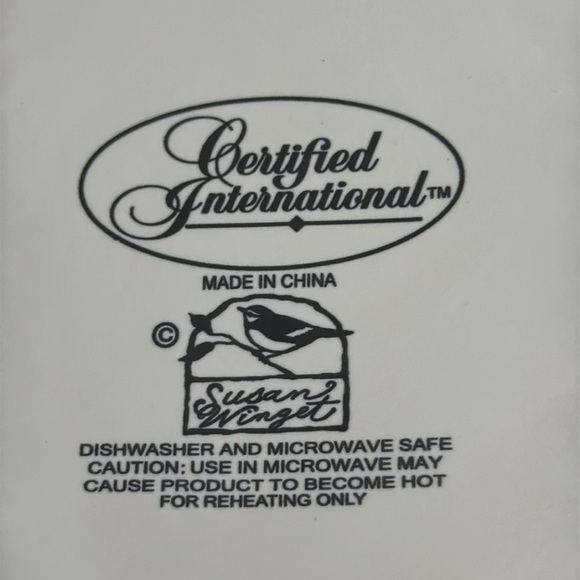 Certified
International™
MADE IN CHINA
©
Susan
Winget
DISHWASHER AND MICROWAVE SAFE
CAUTION: USE IN MICROWAVE MAY
CAUSE PRODUCT TO BECOME HOT
FOR REHEATING ONLY